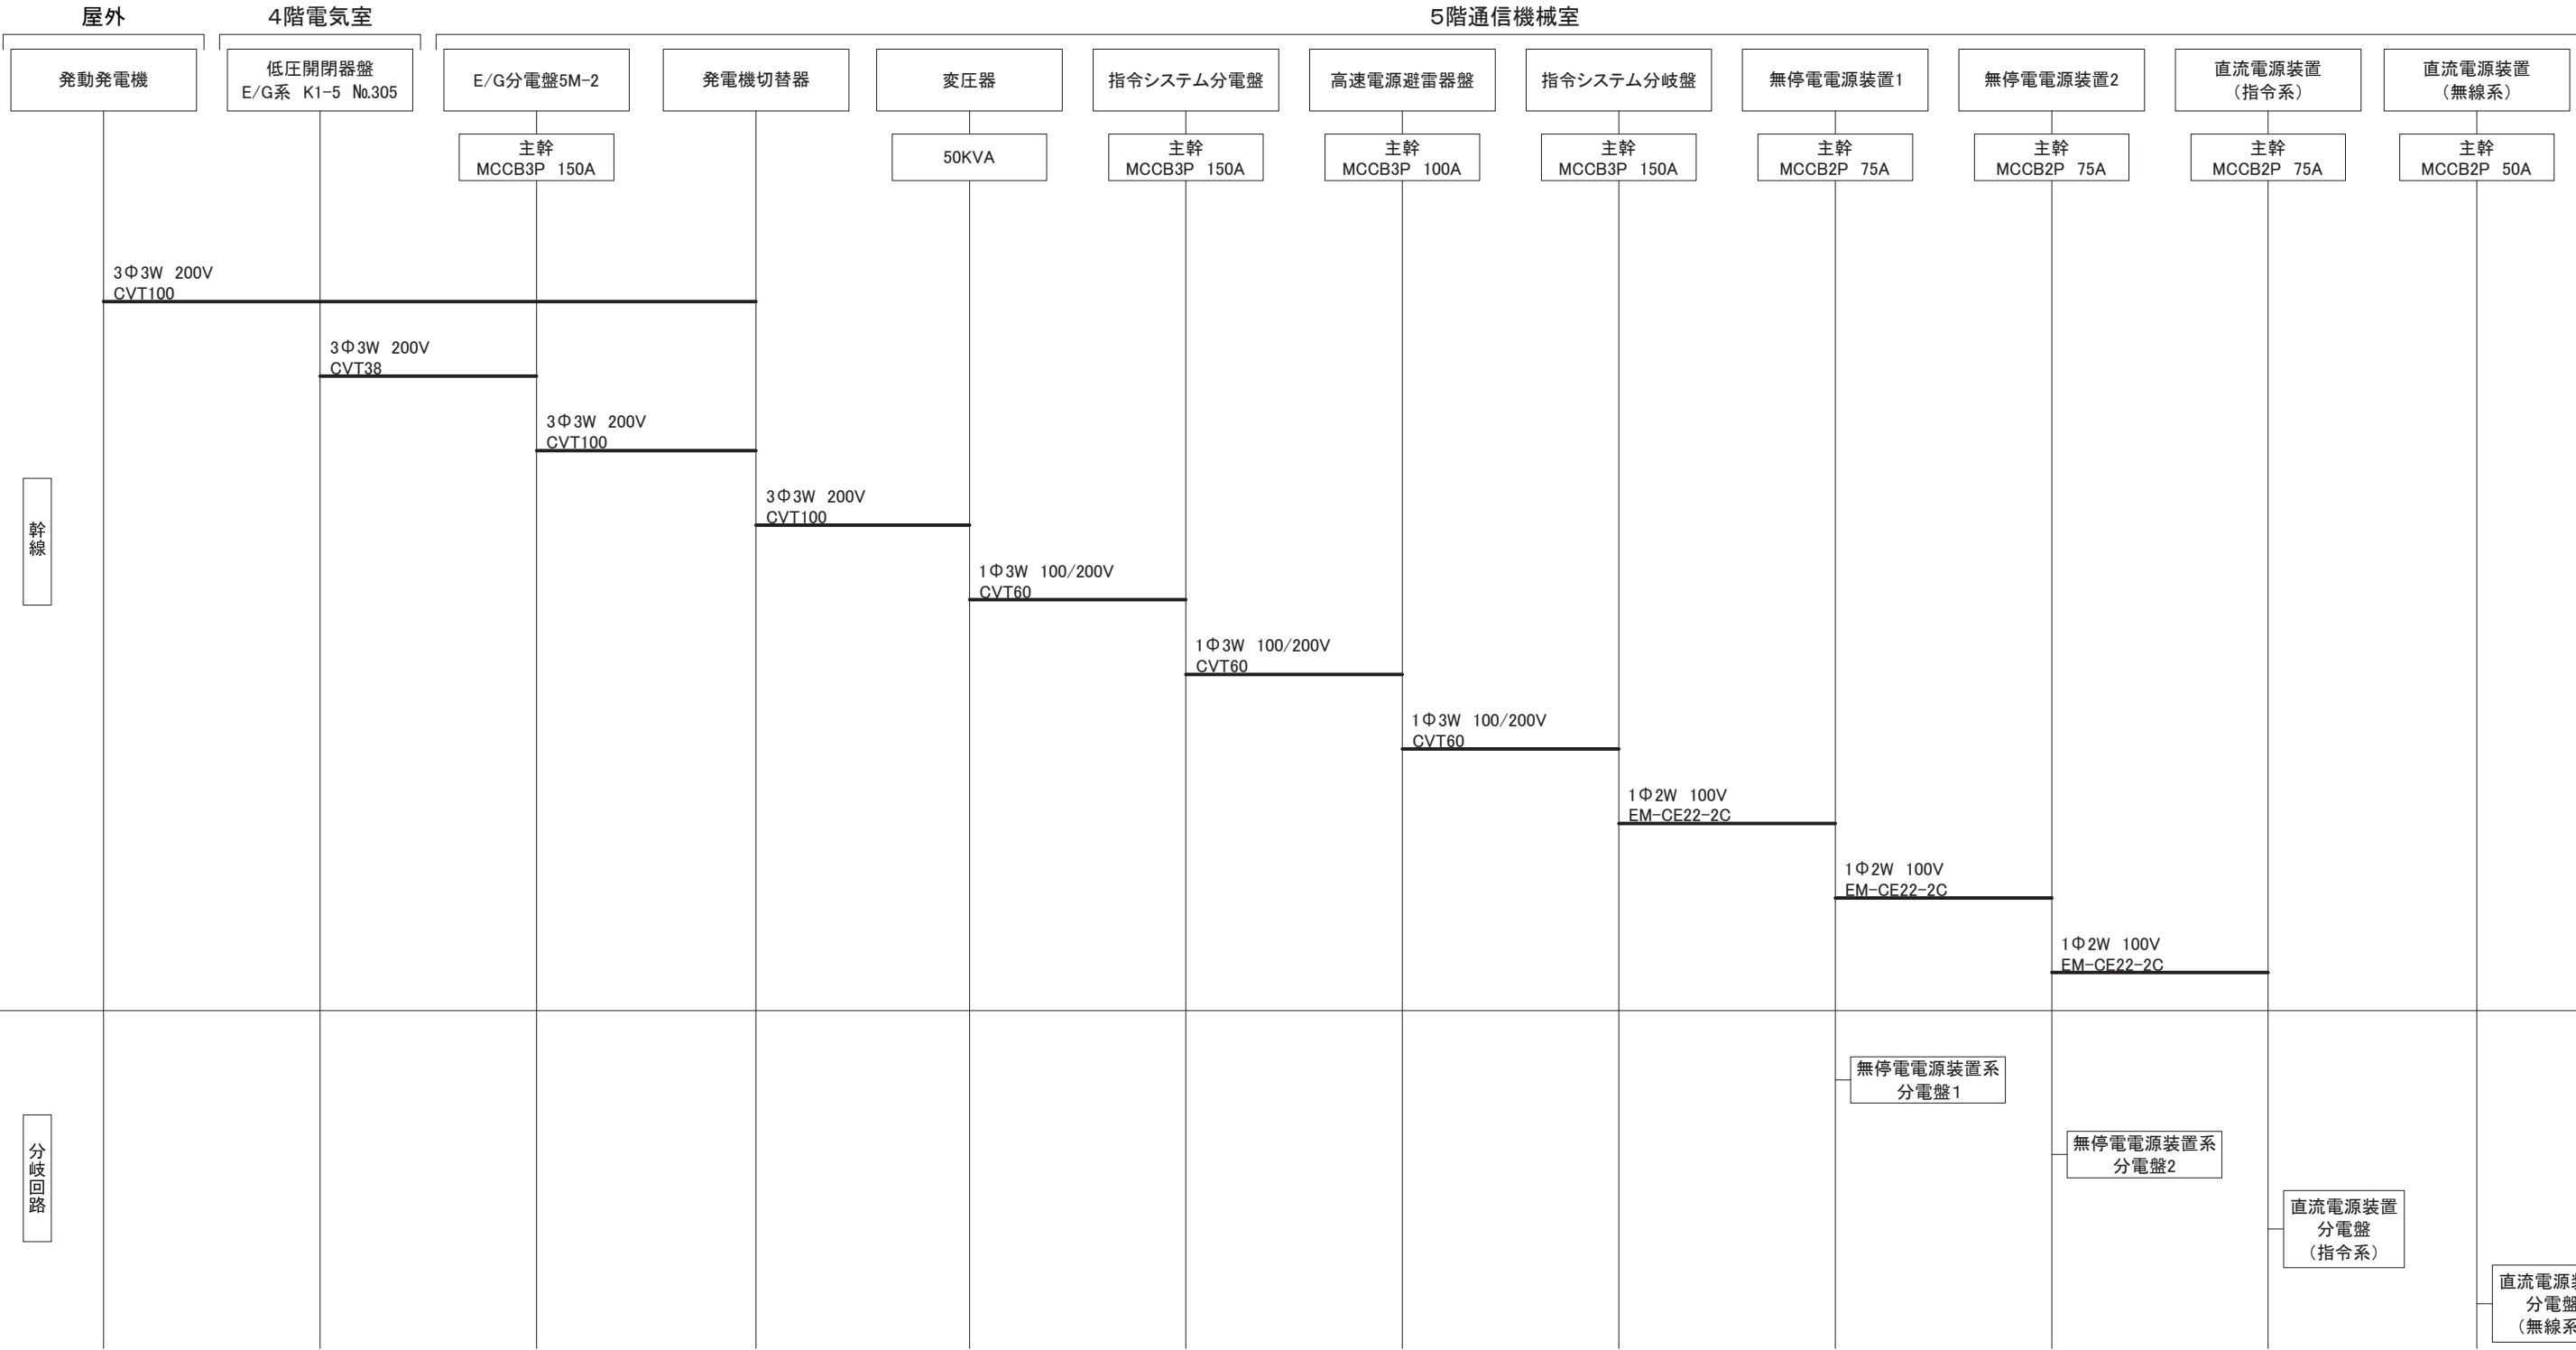 屋外
4階電気室
5階通信機械室
発動発電機
低圧開閉器盤
E/G系 K1-5 №305
E/G分電盤5M-2
発電機切替器
変圧器
指令システム分電盤
高速電源避雷器盤
指令システム分岐盤
無停電電源装置1
無停電電源装置2
直流電源装置
（指令系）
直流電源装置
（無線系）
主幹
MCCB3P 150A
50KVA
主幹
MCCB3P 150A
主幹
MCCB3P 100A
主幹
MCCB3P 150A
主幹
MCCB2P 75A
主幹
MCCB2P 75A
主幹
MCCB2P 75A
主幹
MCCB2P 50A
3Φ3W 200V
CVT100
3Φ3W 200V
CVT38
3Φ3W 200V
CVT100
幹線
3Φ3W 200V
CVT100
1Φ3W 100/200V
CVT60
1Φ3W 100/200V
CVT60
1Φ3W 100/200V
CVT60
1Φ2W 100V
EM-CE22-2C
1Φ2W 100V
EM-CE22-2C
1Φ2W 100V
EM-CE22-2C
分岐回路
無停電電源装置系
分電盤1
無停電電源装置系
分電盤2
直流電源装置
分電盤
（指令系）
直流電源
分電盤
（無線系